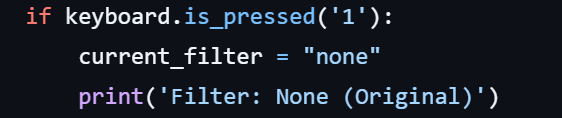 if keyboard.is_pressed('1'):
    current_filter = "none"
    print('Filter: None (Original)')